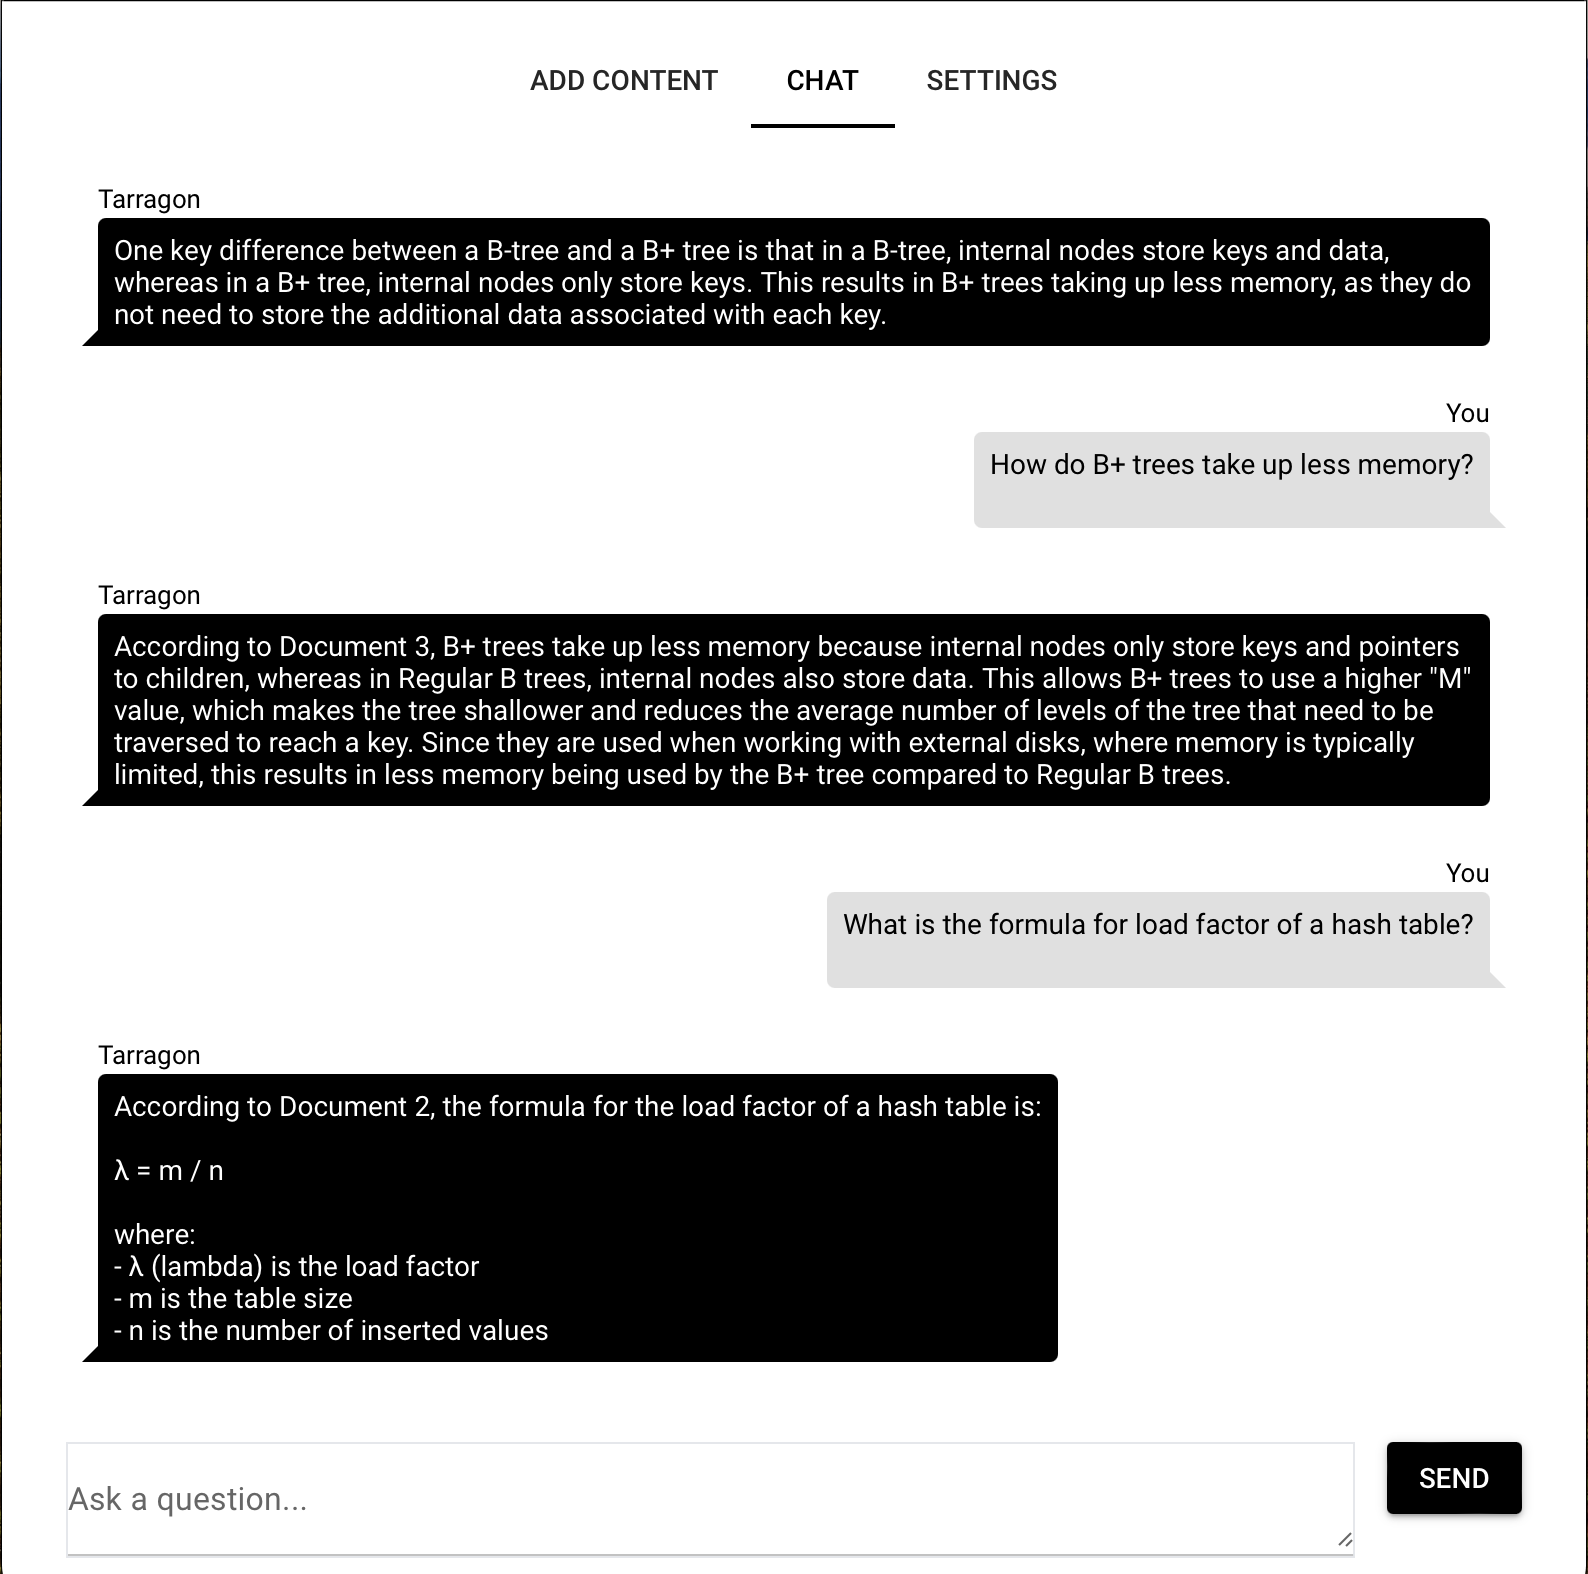 ADD CONTENT CHAT SETTINGS
Tarragon
One key difference between a B-tree and a B+ tree is that in a B-tree, internal nodes store keys and data,
whereas in a B+ tree, internal nodes only store keys. This results in B+ trees taking up less memory, as they do
not need to store the additional data associated with each key.
You
How do B+ trees take up less memory?
Tarragon
According to Document 3, B+ trees take up less memory because internal nodes only store keys and pointers
to children, whereas in Regular B trees, internal nodes also store data. This allows B+ trees to use a higher "M"
value, which makes the tree shallower and reduces the average number of levels of the tree that need to be
traversed to reach a key. Since they are used when working with external disks, where memory is typically
limited, this results in less memory being used by the B+ tree compared to Regular B trees.
You
What is the formula for load factor of a hash table?
Tarragon
According to Document 2, the formula for the load factor of a hash table is:
λ = m / n
where:
- λ (lambda) is the load factor
- m is the table size
- n is the number of inserted values
Ask a question...
SEND